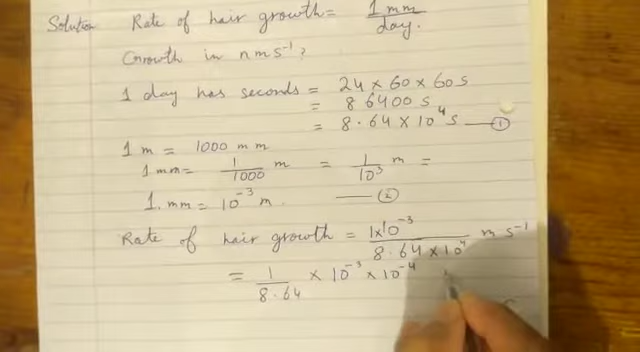 Solution Rate of hair growth = 1 mm / day.
Growth in nms⁻¹?
1 day has seconds = 24 × 60 × 60 s
= 86400 s
= 8.64 × 10⁴ s —①
1 m = 1000 mm
1 mm = 1/1000 m = 1/10³ m =
1 mm = 10⁻³ m. —②
Rate of hair growth = 1×10⁻³ / 8.64 × 10⁴ m s⁻¹
= 1/8.64 × 10⁻³ × 10⁻⁴